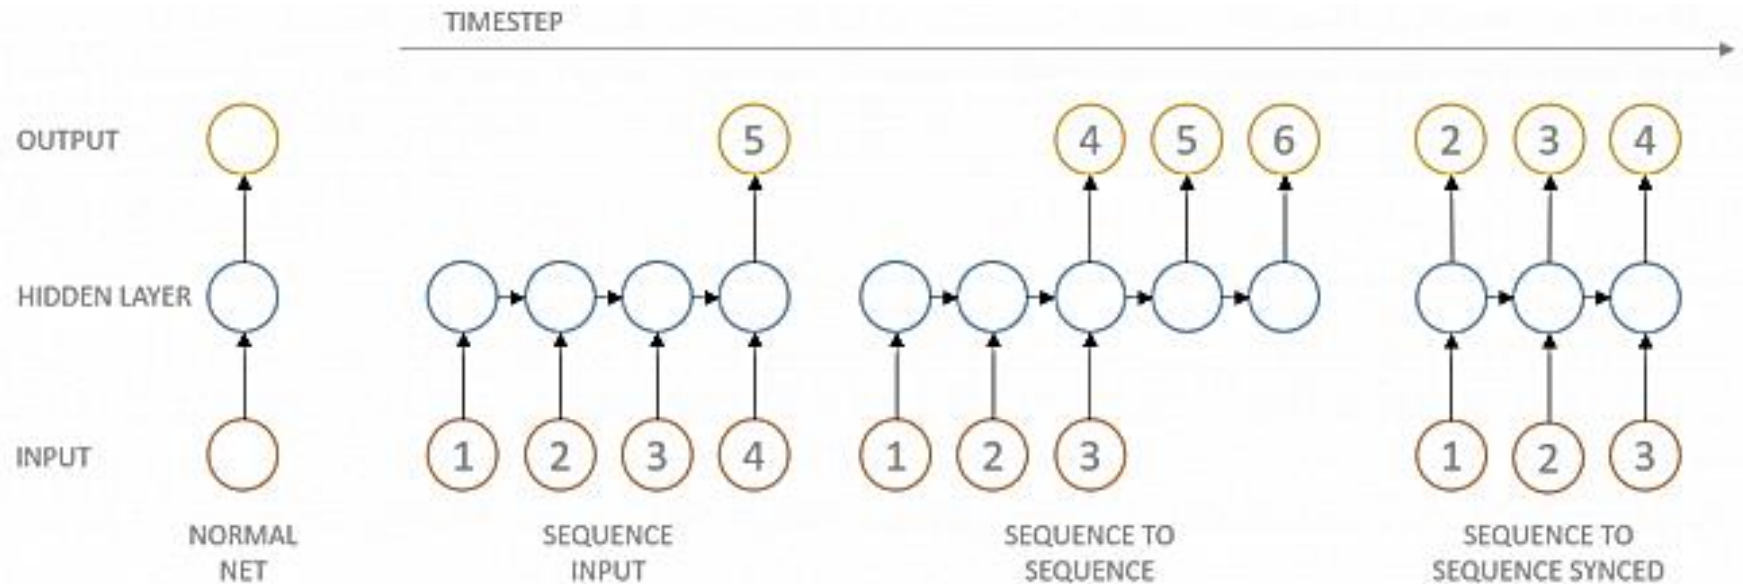 TIMESTEP
OUTPUT 5 4 5 6 2 3 4
HIDDEN LAYER
INPUT 1 2 3 4 1 2 3 1 2 3
NORMAL
NET
SEQUENCE
INPUT
SEQUENCE TO
SEQUENCE
SEQUENCE TO
SEQUENCE SYNCED